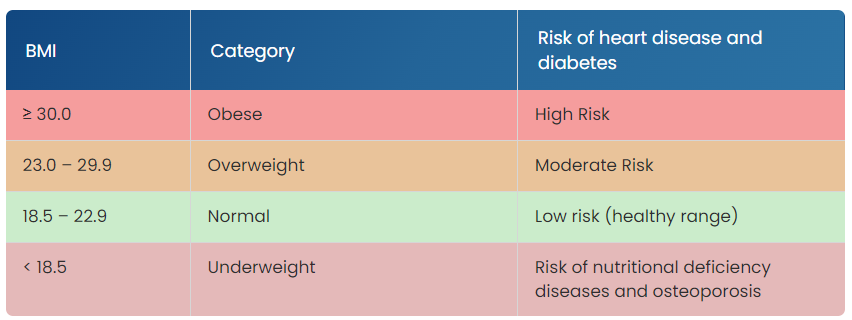 BMI
Category
Risk of heart disease and
diabetes
≥ 30.0
Obese
High Risk
23.0 – 29.9
Overweight
Moderate Risk
18.5 – 22.9
Normal
Low risk (healthy range)
< 18.5
Underweight
Risk of nutritional deficiency
diseases and osteoporosis